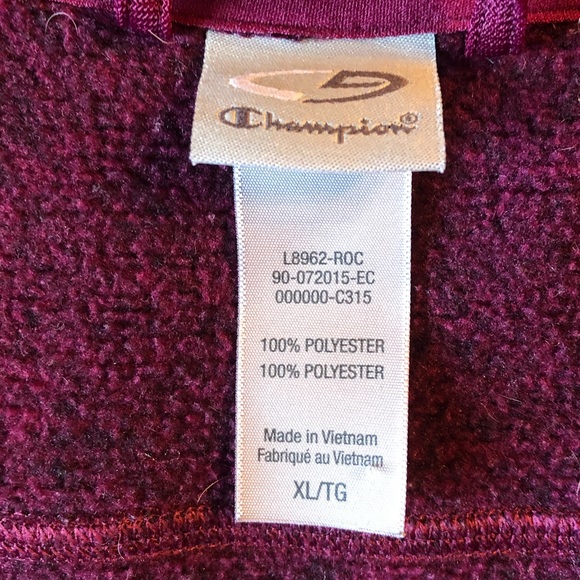 Champion®
L8962-ROC
90-072015-EC
000000-C315
100% POLYESTER
100% POLYESTER
Made in Vietnam
Fabriqué au Vietnam
XL/TG